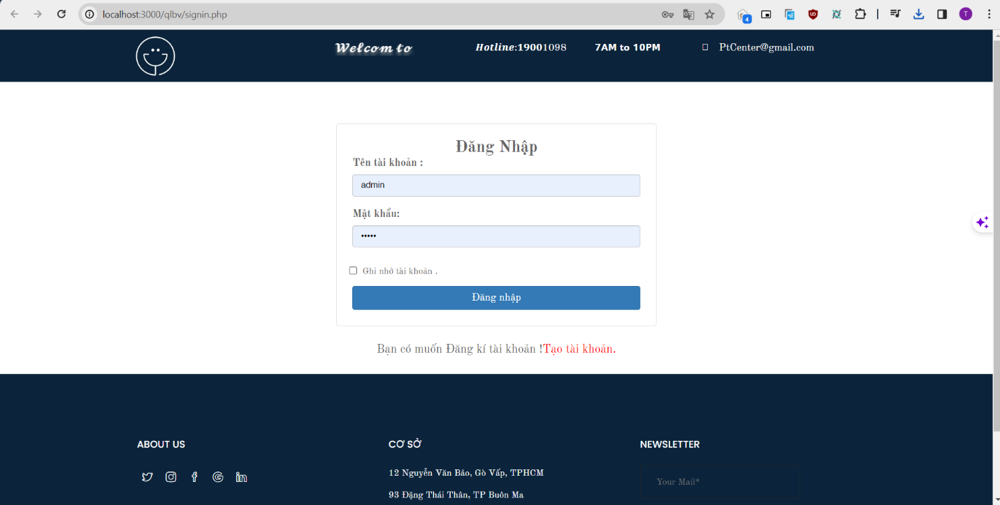 localhost:3000/qlbv/signin.php
4
T
Welcom to
Hotline:19001098
7AM to 10PM
PtCenter@gmail.com
Đăng Nhập
Tên tài khoản :
admin
Mật khẩu:
•••••
Ghi nhớ tài khoản .
Đăng nhập
Bạn có muốn Đăng kí tài khoản !Tạo tài khoản.
ABOUT US
CƠ SỞ
NEWSLETTER
12 Nguyễn Văn Bảo, Gò Vấp, TPHCM
Your Mail*
93 Đặng Thái Thân, TP Buôn Ma